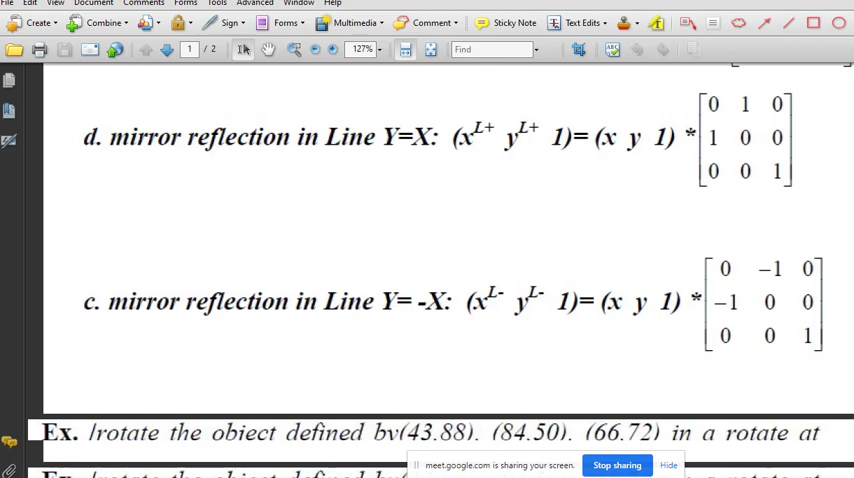 File Edit View Document Comments Forms Tools Advanced Window Help
Create Combine Collaborate Secure Sign Forms Multimedia Comment Sticky Note Text Edits
1 / 2 127% Find
d. mirror reflection in Line Y=X: (x^L+ y^L+ 1)= (x y 1) *
0 1 0
1 0 0
0 0 1
c. mirror reflection in Line Y= -X: (x^L- y^L- 1)= (x y 1) *
0 −1 0
−1 0 0
0 0 1
Ex. /rotate the object defined by(43.88). (84.50). (66.72) in a rotate at
meet.google.com is sharing your screen. Stop sharing Hide